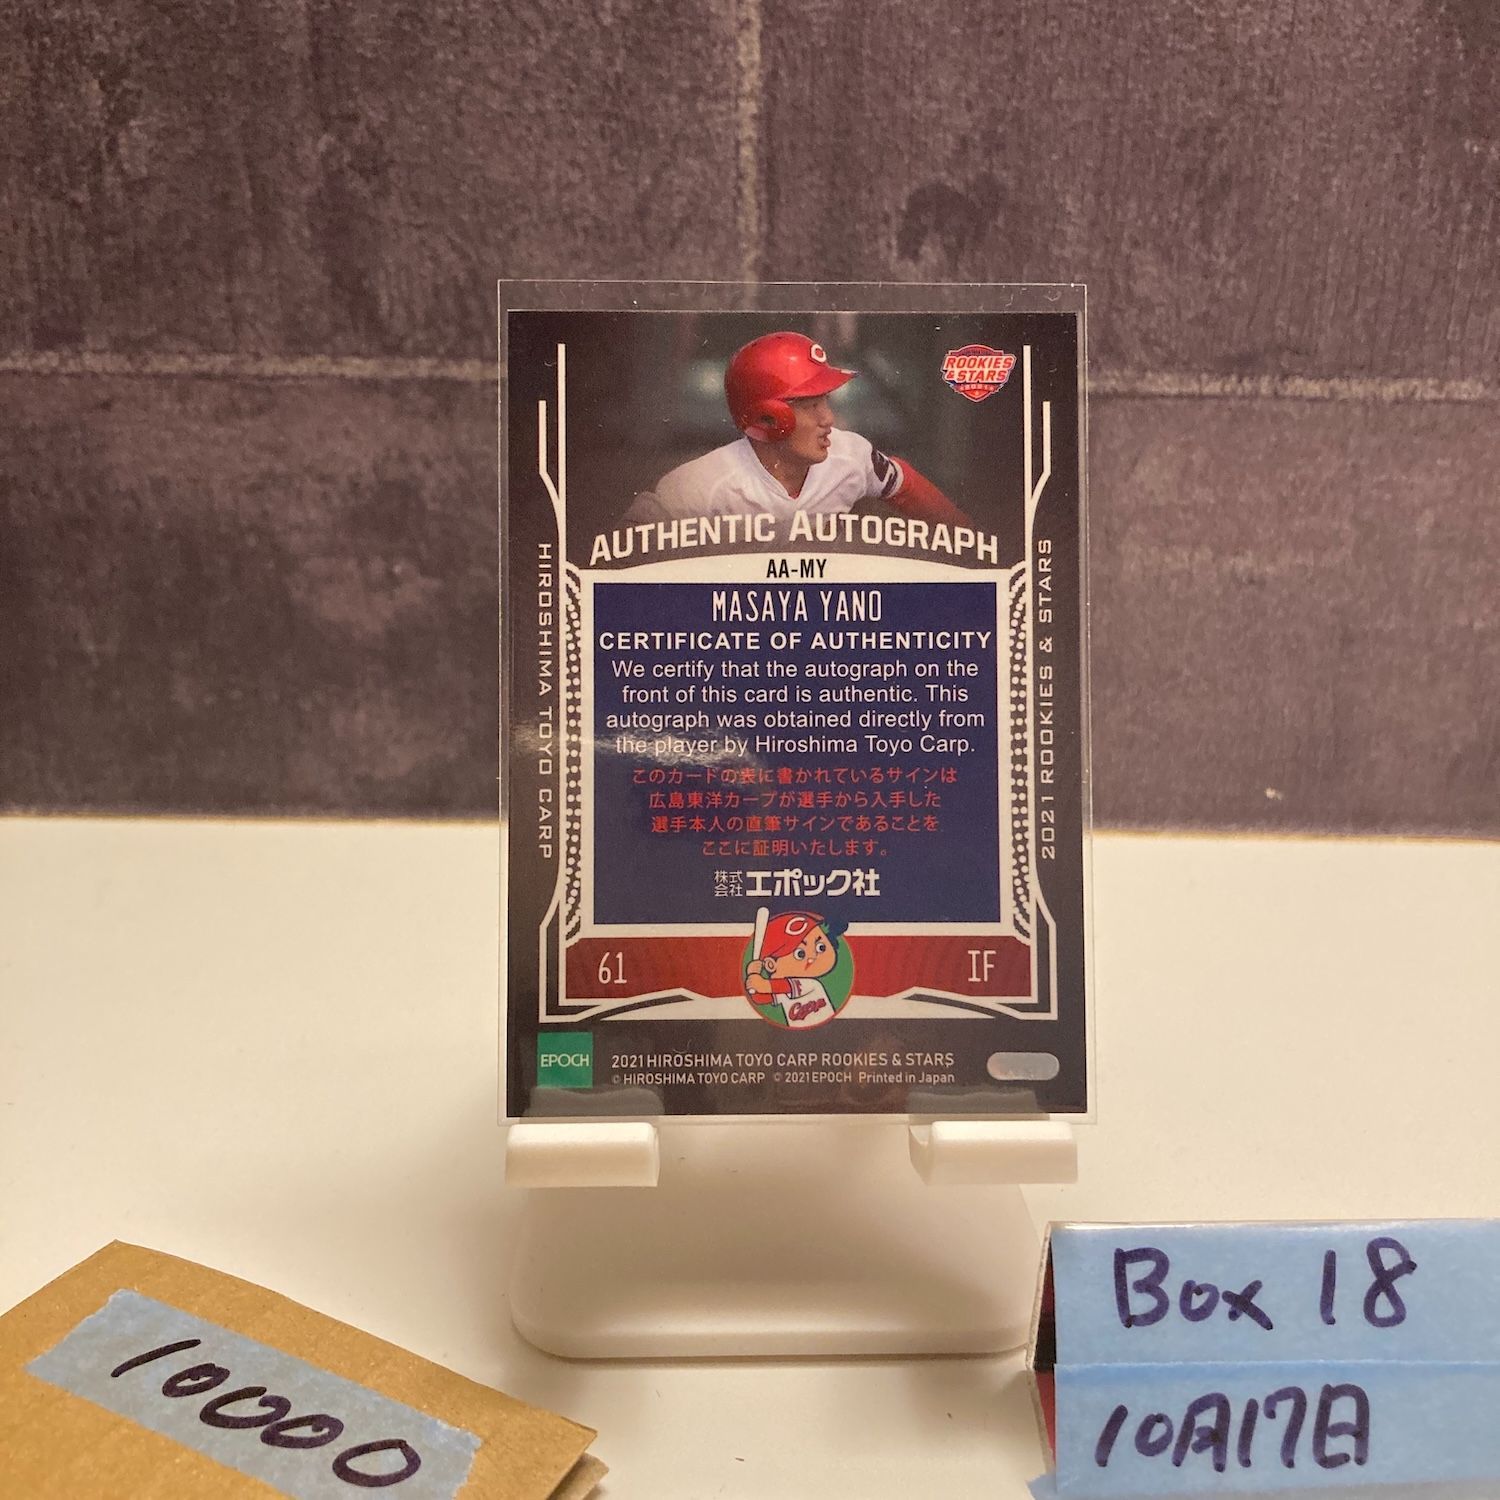 ROOKIES
& STARS
AUTHENTIC AUTOGRAPH
AA-MY
MASAYA YANO
CERTIFICATE OF AUTHENTICITY
We certify that the autograph on the
front of this card is authentic. This
autograph was obtained directly from
the player by Hiroshima Toyo Carp.
このカードの表に書かれているサインは
広島東洋カープが選手から入手した
選手本人の直筆サインであることを
ここに証明いたします。
株式会社エポック社
HIROSHIMA TOYO CARP
2021 ROOKIES & STARS
61
IF
Carp
EPOCH
2021 HIROSHIMA TOYO CARP ROOKIES & STARS
© HIROSHIMA TOYO CARP © 2021 EPOCH Printed in Japan
10000
Box 18
10月17日